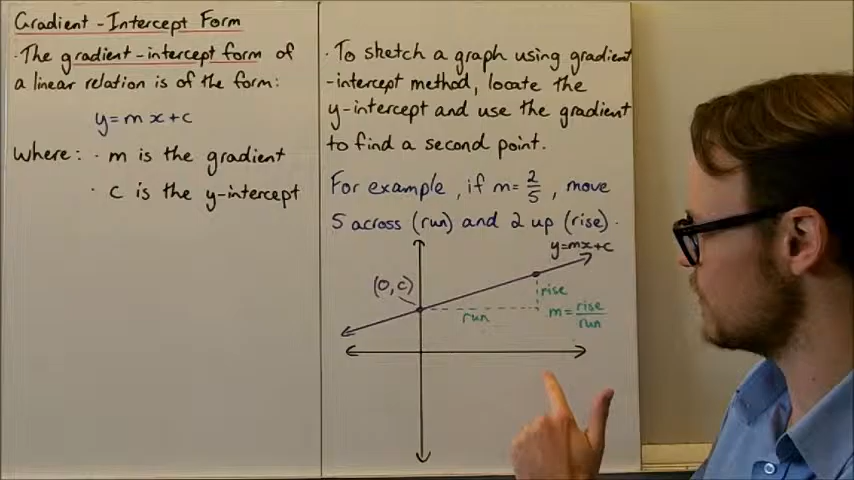 Gradient-Intercept Form
· The gradient-intercept form of
a linear relation is of the form:
y=mx+c
Where: · m is the gradient
· c is the y-intercept
· To sketch a graph using gradient
-intercept method, locate the
y-intercept and use the gradient
to find a second point.
For example, if m=2/5, move
5 across (run) and 2 up (rise).
y=mx+c
(0,c)
rise
run
m=rise/run